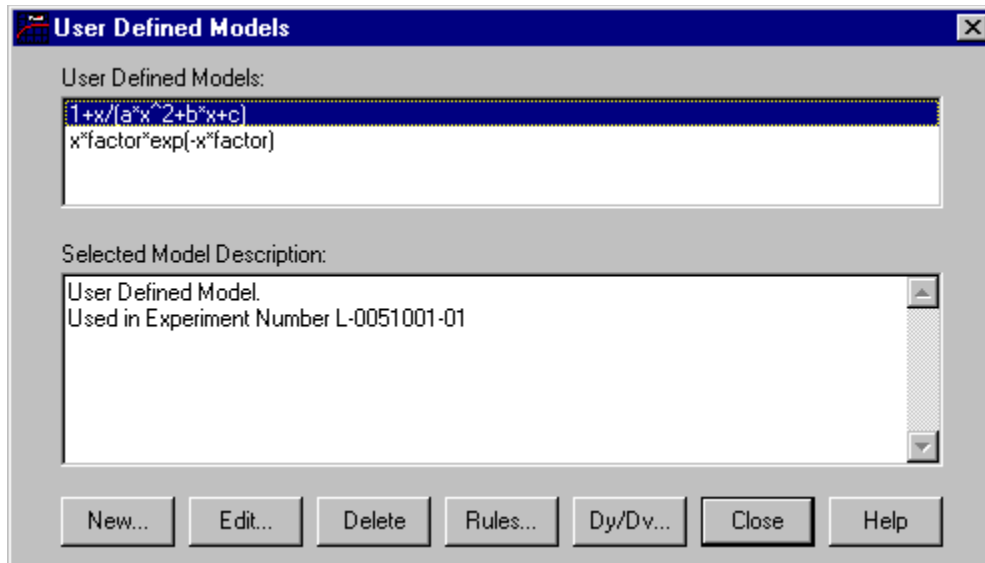 User Defined Models
User Defined Models:
1+x/(a*x^2+b*x+c)
x*factor*exp(-x*factor)
Selected Model Description:
User Defined Model.
Used in Experiment Number L-0051001-01
New... Edit... Delete Rules... Dy/Dv... Close Help